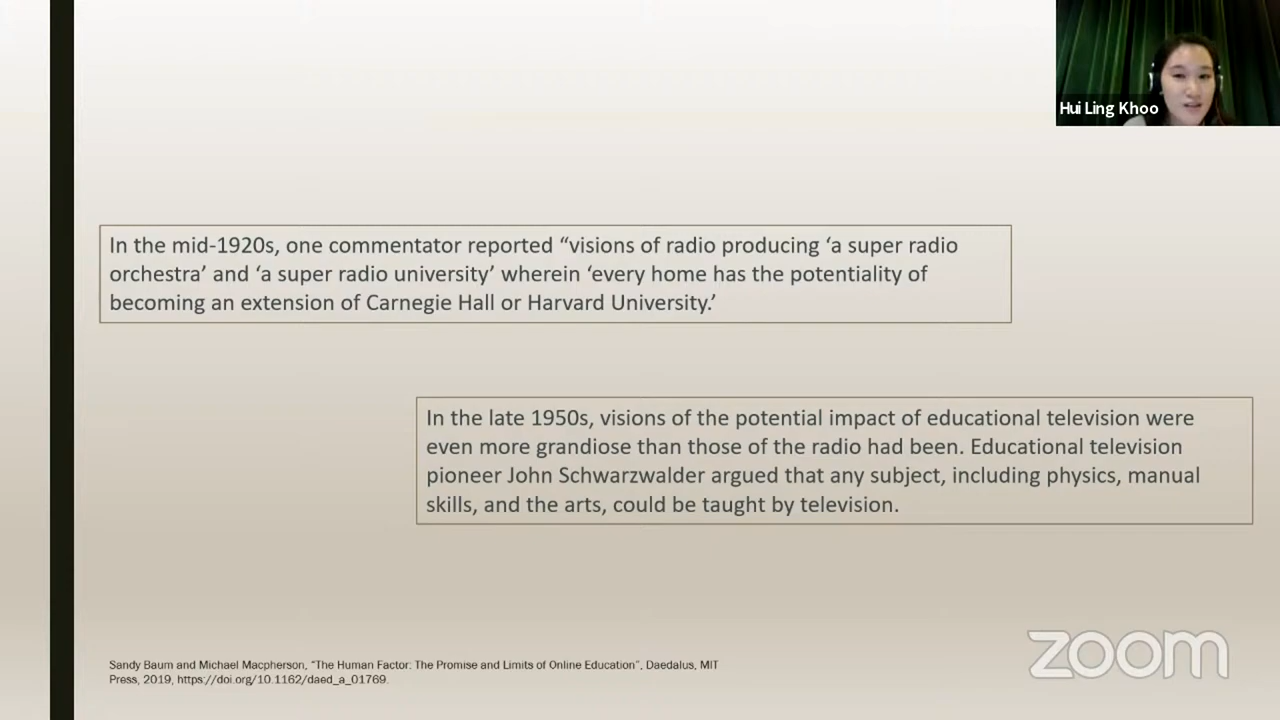 Hui Ling Khoo
In the mid-1920s, one commentator reported “visions of radio producing ‘a super radio
orchestra’ and ‘a super radio university’ wherein ‘every home has the potentiality of
becoming an extension of Carnegie Hall or Harvard University.’
In the late 1950s, visions of the potential impact of educational television were
even more grandiose than those of the radio had been. Educational television
pioneer John Schwarzwalder argued that any subject, including physics, manual
skills, and the arts, could be taught by television.
Sandy Baum and Michael Macpherson, “The Human Factor: The Promise and Limits of Online Education”, Daedalus, MIT
Press, 2019, https://doi.org/10.1162/daed_a_01769.
zoom